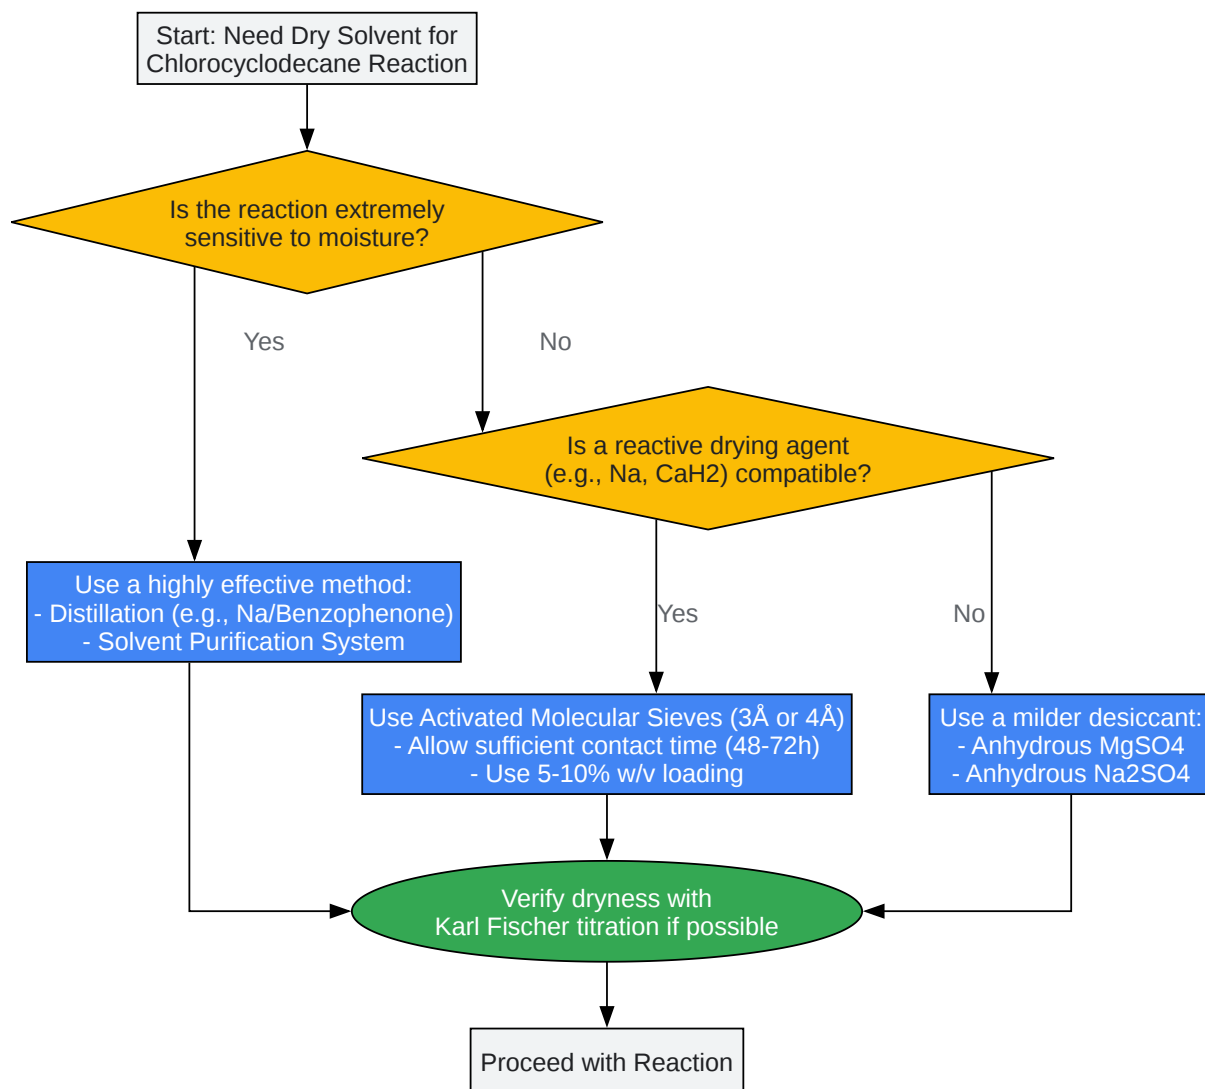 Start: Need Dry Solvent for
Chlorocyclodecane Reaction
Is the reaction extremely
sensitive to moisture?
Yes
No
Is a reactive drying agent
(e.g., Na, CaH2) compatible?
Use a highly effective method:
- Distillation (e.g., Na/Benzophenone)
- Solvent Purification System
Yes
No
Use Activated Molecular Sieves (3Å or 4Å)
- Allow sufficient contact time (48-72h)
- Use 5-10% w/v loading
Use a milder desiccant:
- Anhydrous MgSO4
- Anhydrous Na2SO4
Verify dryness with
Karl Fischer titration if possible
Proceed with Reaction